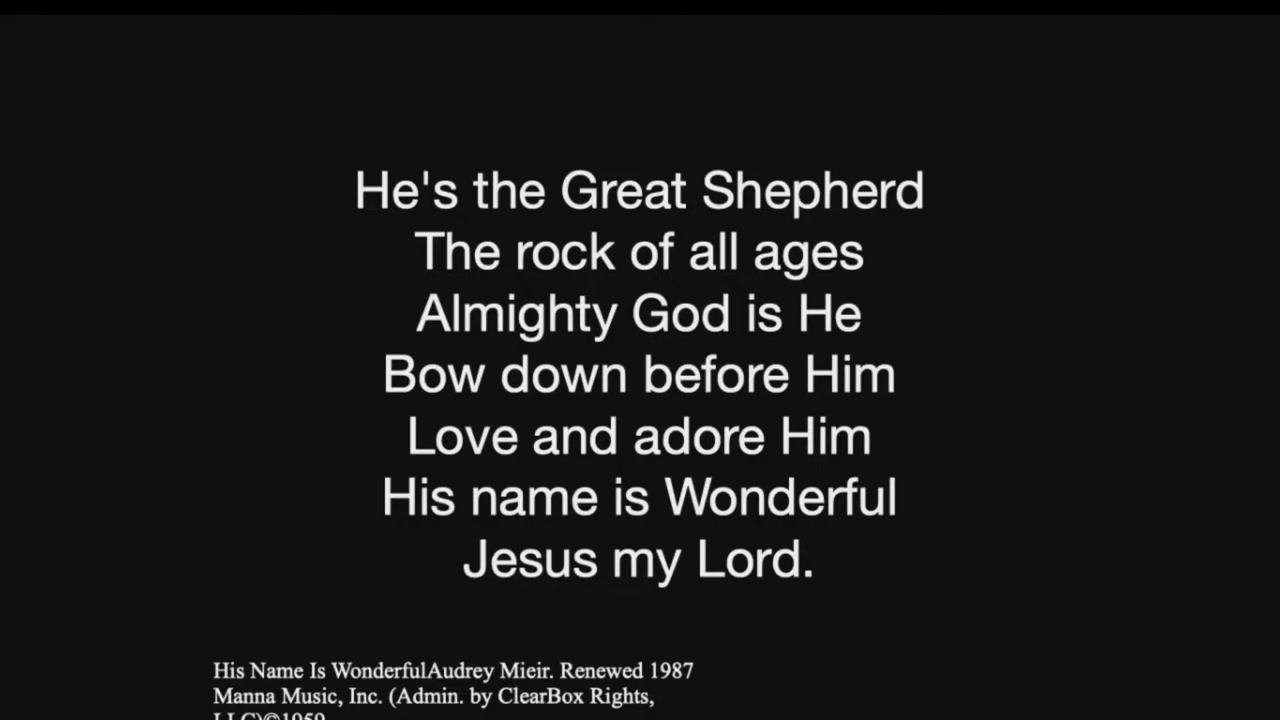 He's the Great Shepherd
The rock of all ages
Almighty God is He
Bow down before Him
Love and adore Him
His name is Wonderful
Jesus my Lord.
His Name Is WonderfulAudrey Mieir. Renewed 1987
Manna Music, Inc. (Admin. by ClearBox Rights,
LLC)©1959